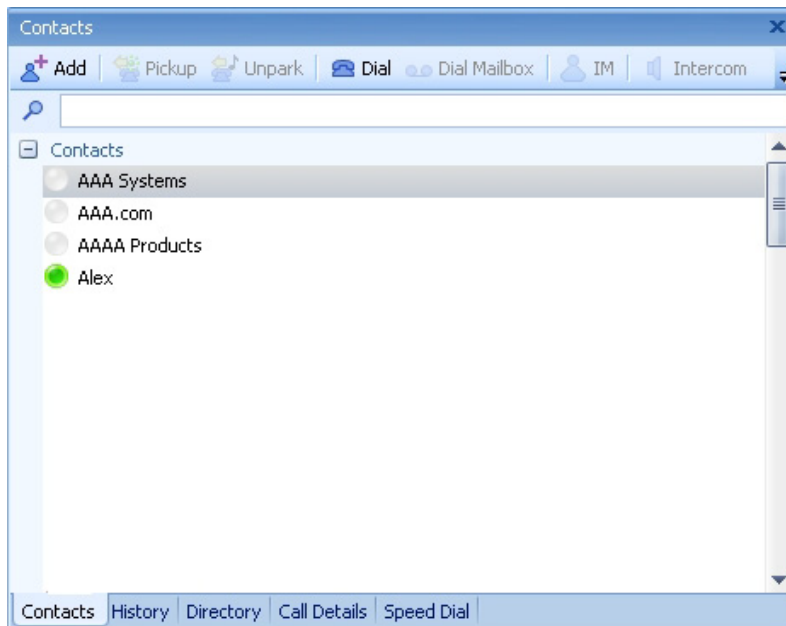 Contacts
Add Pickup Unpark Dial Dial Mailbox IM Intercom
Contacts
AAA Systems
AAA.com
AAAA Products
Alex
Contacts History Directory Call Details Speed Dial